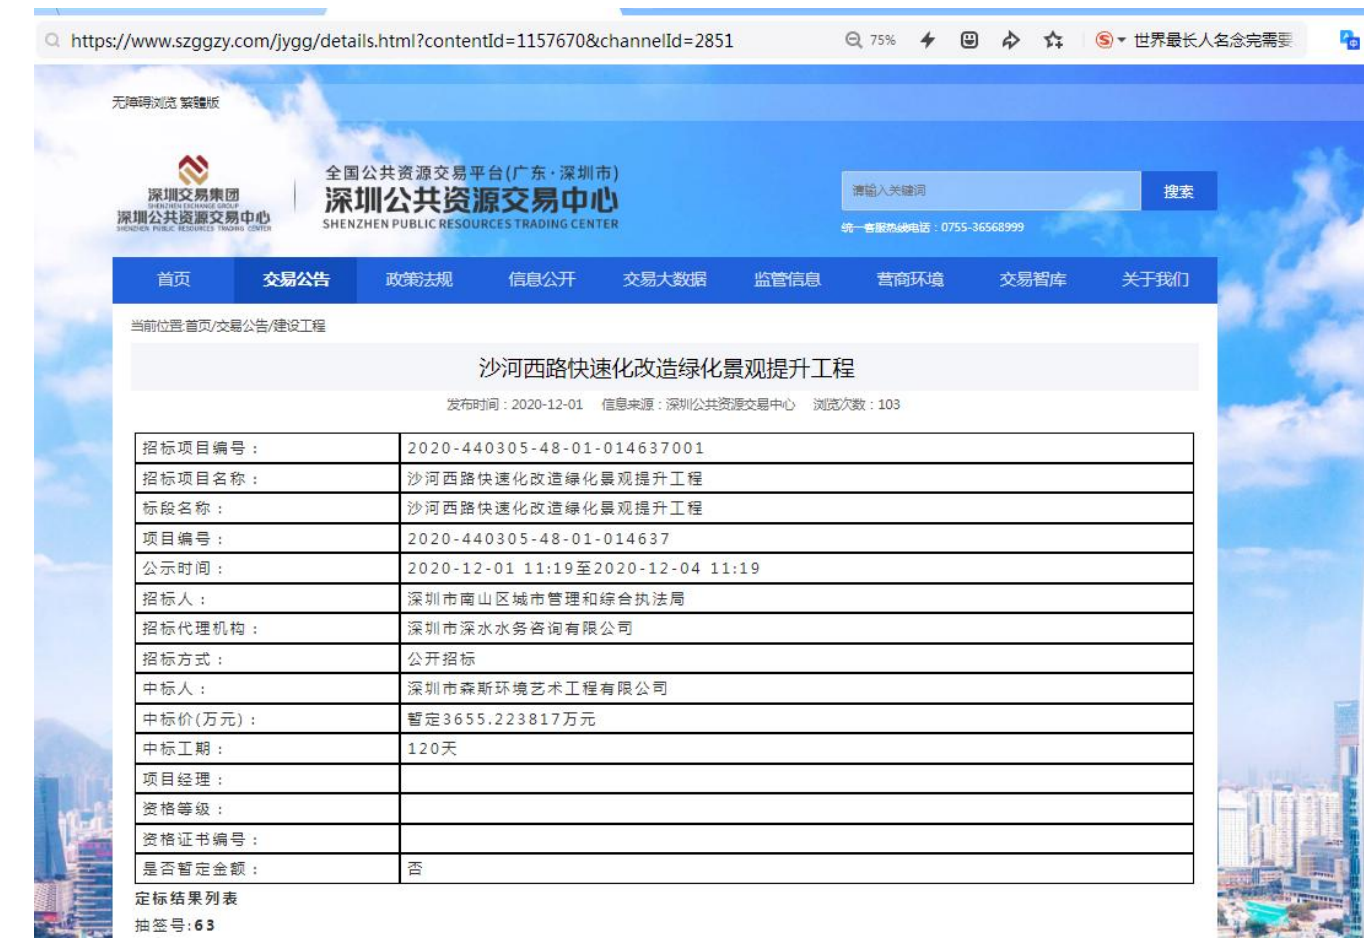 https://www.szggzy.com/jygg/details.html?contentId=1157670&channelId=2851
75%
世界最长人名念完需要
无障碍浏览 繁體版
深圳交易集团
SHENZHEN EXCHANGE GROUP
深圳公共资源交易中心
SHENZHEN PUBLIC RESOURCES TRADING CENTER
全国公共资源交易平台(广东·深圳市)
深圳公共资源交易中心
SHENZHEN PUBLIC RESOURCES TRADING CENTER
请输入关键词
搜索
统一客服热线电话：0755-36568999
首页 交易公告 政策法规 信息公开 交易大数据 监管信息 营商环境 交易智库 关于我们
当前位置:首页/交易公告/建设工程
沙河西路快速化改造绿化景观提升工程
发布时间：2020-12-01 信息来源：深圳公共资源交易中心 浏览次数：103
招标项目编号： 2020-440305-48-01-014637001
招标项目名称： 沙河西路快速化改造绿化景观提升工程
标段名称： 沙河西路快速化改造绿化景观提升工程
项目编号： 2020-440305-48-01-014637
公示时间： 2020-12-01 11:19至2020-12-04 11:19
招标人： 深圳市南山区城市管理和综合执法局
招标代理机构： 深圳市深水水务咨询有限公司
招标方式： 公开招标
中标人： 深圳市森斯环境艺术工程有限公司
中标价(万元)： 暂定3655.223817万元
中标工期： 120天
项目经理：
资格等级：
资格证书编号：
是否暂定金额： 否
定标结果列表
抽签号:63